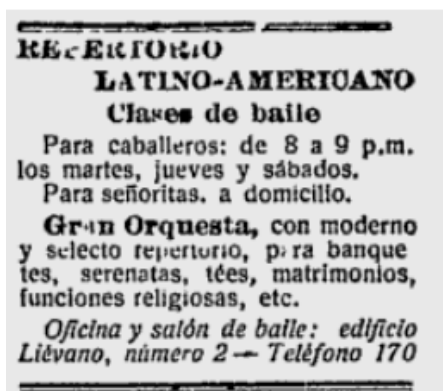 REPERTORIO
LATINO-AMERICANO
Clases de baile
Para caballeros: de 8 a 9 p.m.
los martes, jueves y sábados.
Para señoritas. a domicilio.
Gran Orquesta, con moderno
y selecto repertorio, para banque
tes, serenatas, tées, matrimonios,
funciones religiosas, etc.
Oficina y salón de baile: edificio
Liévano, número 2 — Teléfono 170